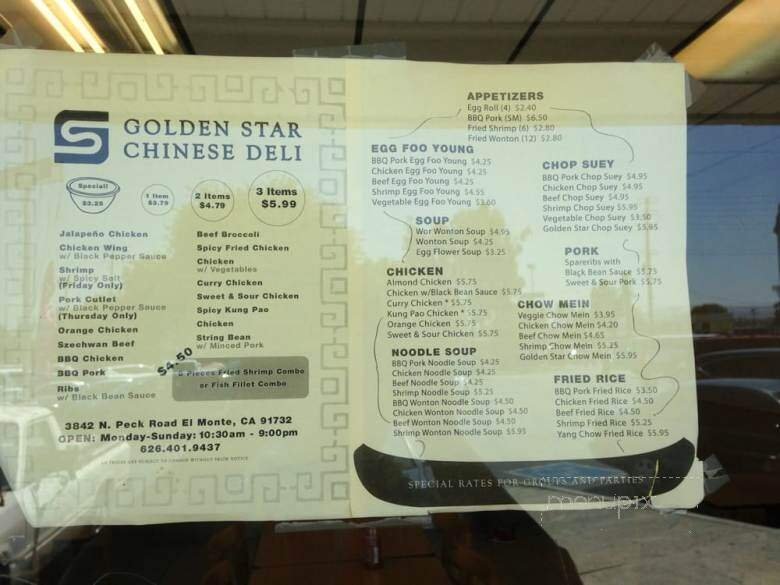 GOLDEN STAR
CHINESE DELI
Special!
$3.25
1 Item
$3.79
2 Items
$4.79
3 Items
$5.99
Jalapeño Chicken
Chicken Wing
w/ Black Pepper Sauce
Shrimp
w/ Spicy Salt
(Friday Only)
Pork Cutlet
w/ Black Pepper Sauce
(Thuresday Only)
Orange Chicken
Szechwan Beef
BBQ Chicken
BBQ Pork
Ribs
w/ Black Bean Sauce
Beef Broccoli
Spicy Fried Chicken
Chicken
w/ Vegetables
Curry Chicken
Sweet & Sour Chicken
Spicy Kung Pao
Chicken
String Bean
w/ Minced Pork
$4.50
Pieces Fried Shrimp Combo
or Fish Fillet Combo
3842 N. Peck Road El Monte, CA 91732
OPEN: Monday-Sunday: 10:30am - 9:00pm
626.401.9437
APPETIZERS
Egg Roll (4) $2.40
BBQ Pork (SM) $6.50
Fried Shrimp (6) $2.80
Fried Wonton (12) $2.80
EGG FOO YOUNG
BBQ Pork Egg Foo Young $4.25
Chicken Egg Foo Young $4.25
Beef Egg Foo Young $4.25
Shrimp Egg Foo Young $4.55
Vegetable Egg Foo Young $3.60
SOUP
Wor Wonton Soup $4.95
Wonton Soup $4.25
Egg Flower Soup $3.25
CHICKEN
Almond Chicken $5.75
Chicken w/Black Bean Sauce $5.75
Curry Chicken * $5.75
Kung Pao Chicken * $5.75
Orange Chicken $5.75
Sweet & Sour Chicken $5.75
NOODLE SOUP
BBQ Pork Noodle Soup $4.25
Chicken Noodle Soup $4.25
Beef Noodle Soup $4.25
Shrimp Noodle Soup $5.25
BBQ Wonton Noodle Soup $4.50
Chicken Wonton Noodle Soup $4.50
Beef Wonton Noodle Soup $4.50
Shrimp Wonton Noodle Soup $5.95
CHOP SUEY
BBQ Pork Chop Suey $4.95
Chicken Chop Suey $4.95
Beef Chop Suey $4.95
Shrimp Chop Suey $5.95
Vegetable Chop Suey $3.50
Golden Star Chop Suey $5.95
PORK
Spareribs with
Black Bean Sauce $5.75
Sweet & Sour Pork $5.75
CHOW MEIN
Veggie Chow Mein $3.95
Chicken Chow Mein $4.20
Beef Chow Mein $4.65
Shrimp Chow Mein $5.25
Golden Star Chow Mein $5.95
FRIED RICE
BBQ Pork Fried Rice $3.50
Chicken Fried Rice $4.50
Beef Fried Rice $4.50
Shrimp Fried Rice $5.25
Yang Chow Fried Rice $5.95
SPECIAL RATES FOR GROUPS AND PARTIES
menupix